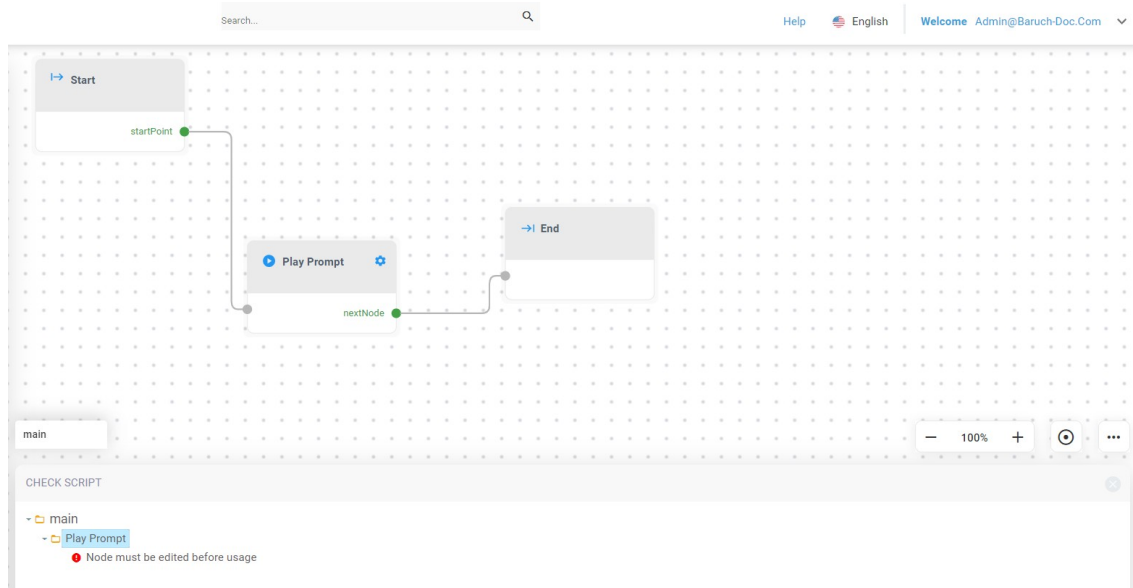 Search...
Help
English
Welcome Admin@Baruch-Doc.Com
Start
startPoint
End
Play Prompt
nextNode
main
100%
CHECK SCRIPT
main
Play Prompt
Node must be edited before usage